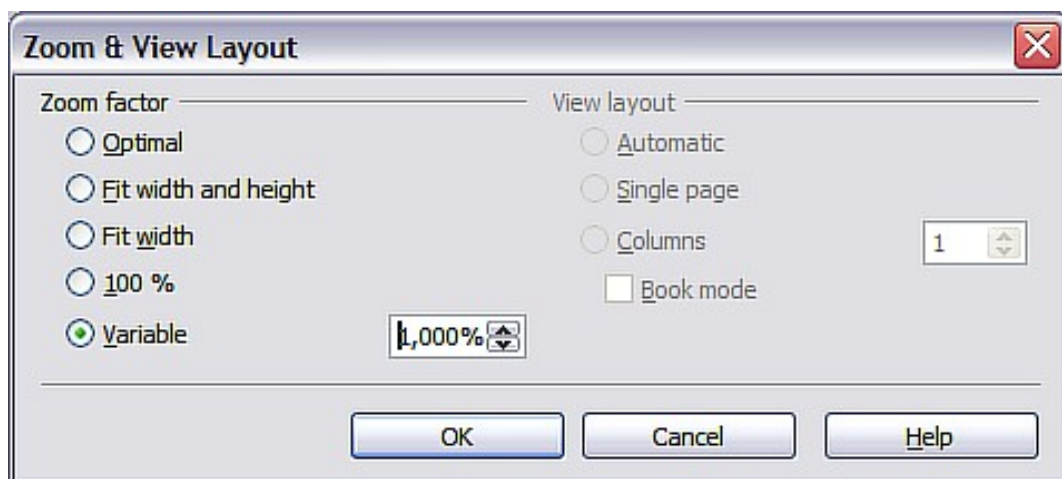 Zoom & View Layout
Zoom factor
Optimal
Fit width and height
Fit width
100 %
Variable
1,000%
View layout
Automatic
Single page
Columns
1
Book mode
OK
Cancel
Help